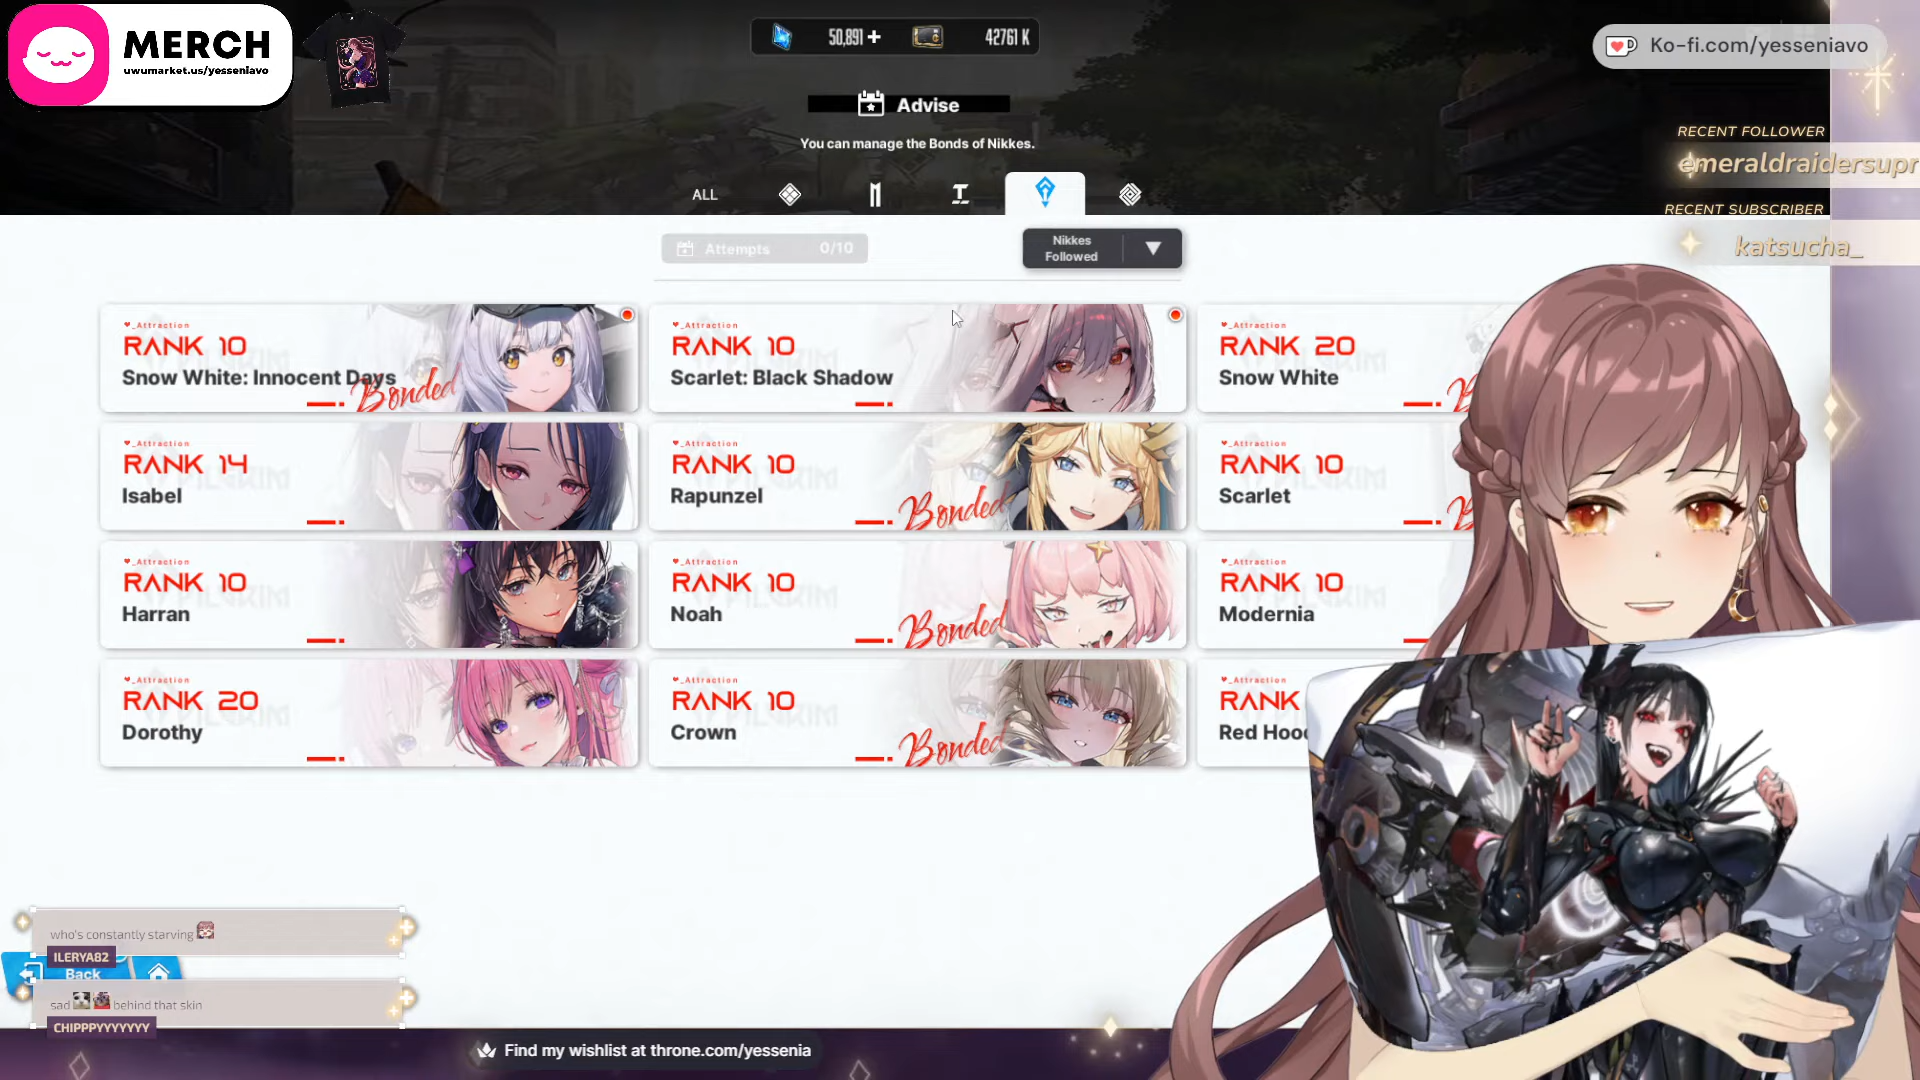 MERCH
uwumarket.us/yesseniavo
50,891 +
42761 K
Ko-fi.com/yesseniavo
Advise
You can manage the Bonds of Nikkes.
RECENT FOLLOWER
emeraldraidersupr
RECENT SUBSCRIBER
katsucha_
ALL
Attempts 0/10
Nikkes
Followed
Attraction
RANK 10
Snow White: Innocent Days
Bonded
Attraction
RANK 10
Scarlet: Black Shadow
Attraction
RANK 20
Snow White
Attraction
RANK 14
Isabel
Attraction
RANK 10
Rapunzel
Bonded
Attraction
RANK 10
Scarlet
Attraction
RANK 10
Harran
Attraction
RANK 10
Noah
Bonded
Attraction
RANK 10
Modernia
Attraction
RANK 20
Dorothy
Attraction
RANK 10
Crown
Bonded
Attraction
RANK
Red Hood
who's constantly starving
ILERYA82
Back
sad behind that skin
CHIPPPYYYYYYY
Find my wishlist at throne.com/yessenia